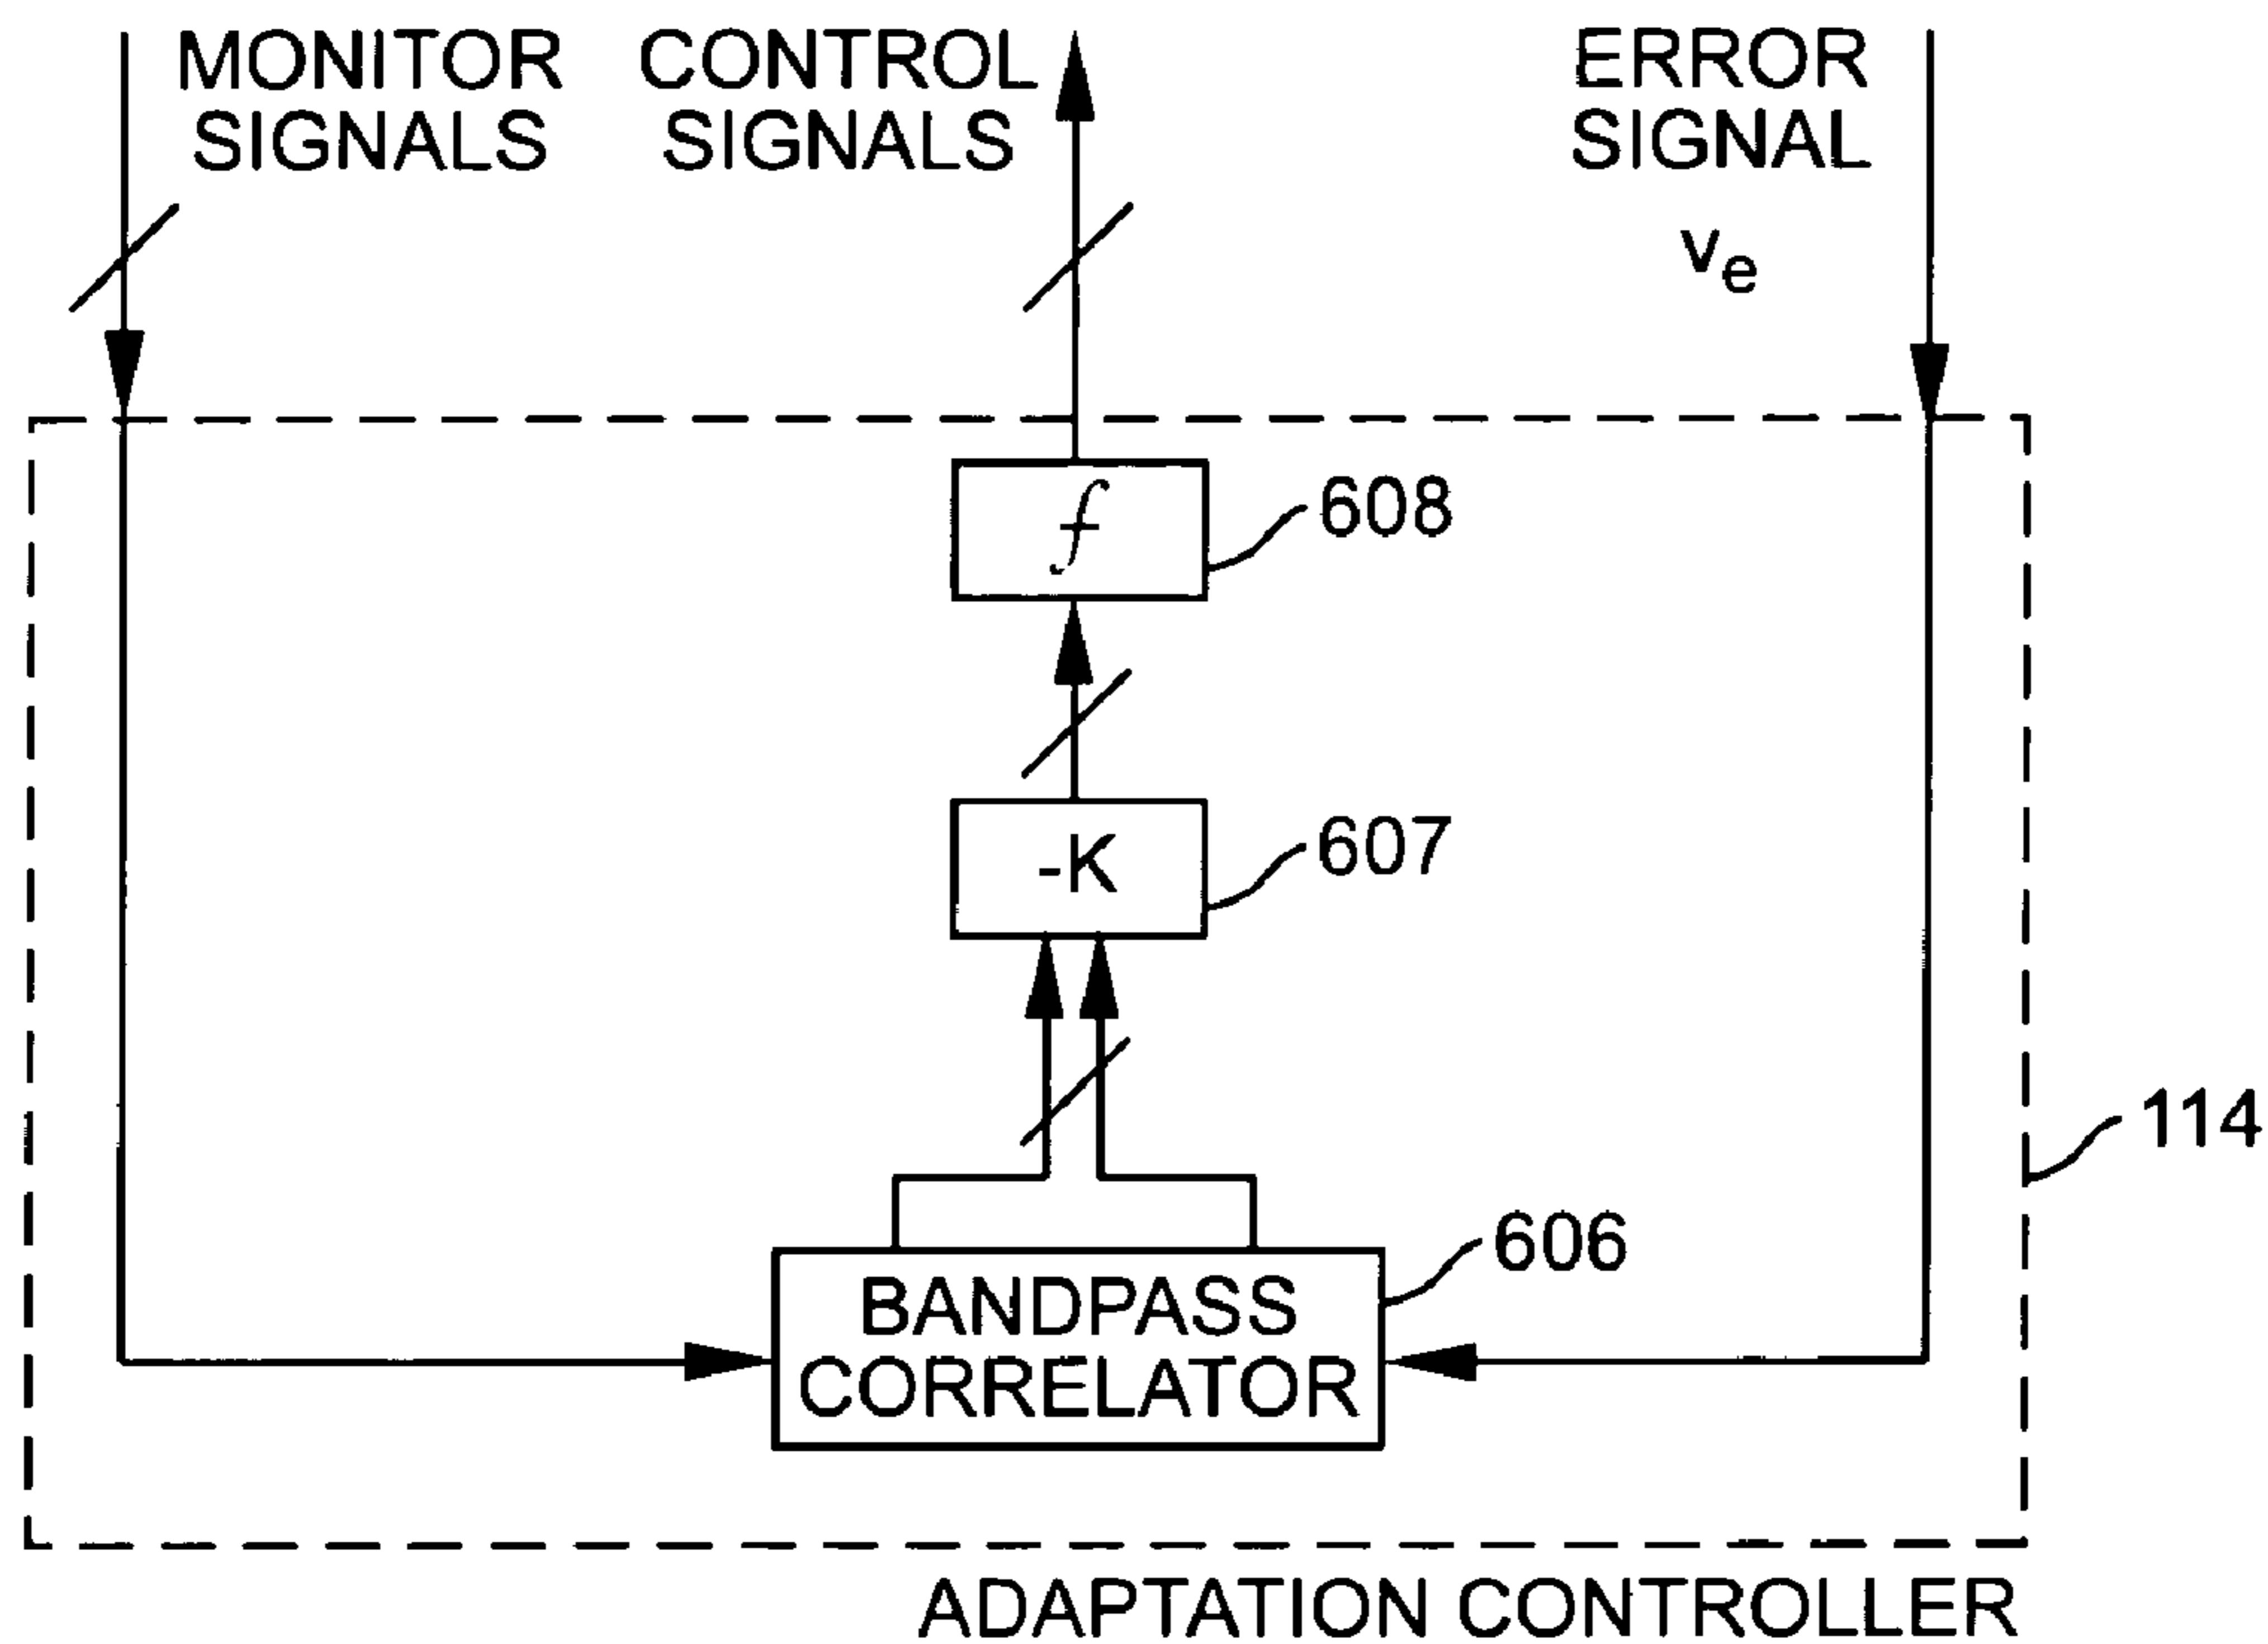 MONITOR
SIGNALS
CONTROL
SIGNALS
ERROR
SIGNAL
ve
f
608
-K
607
114
606
BANDPASS
CORRELATOR
ADAPTATION CONTROLLER